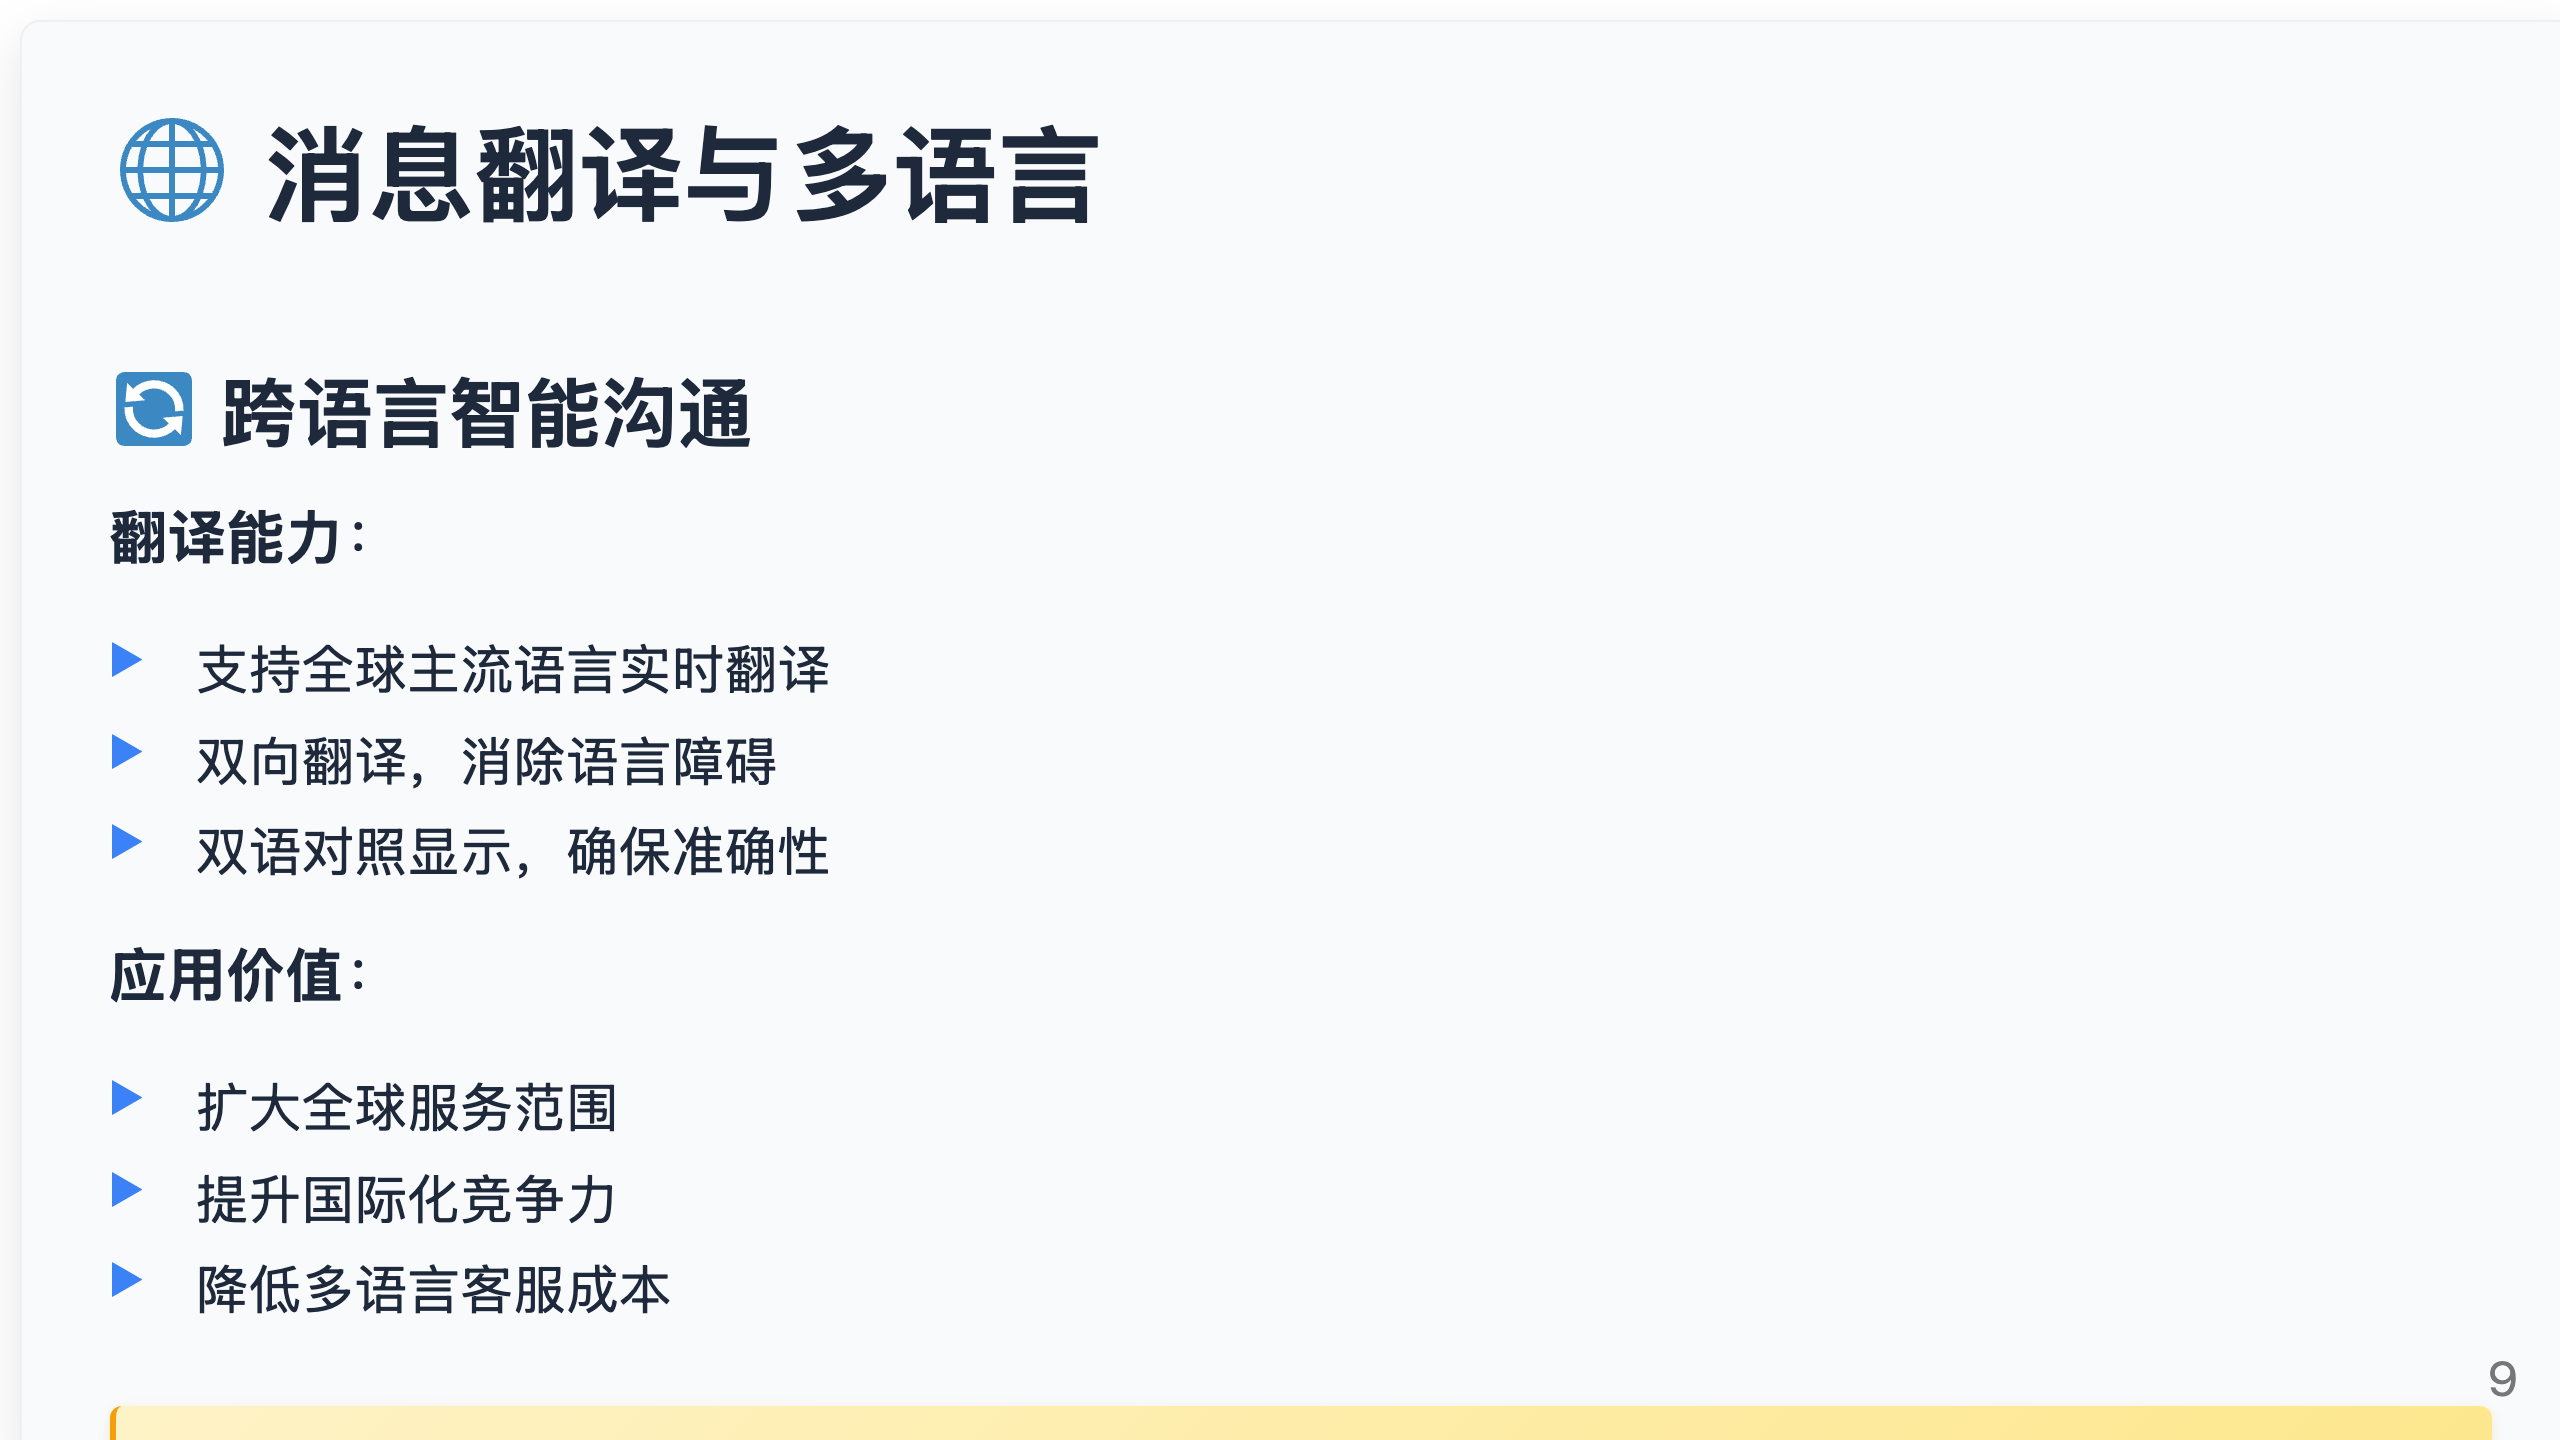 消息翻译与多语言
跨语言智能沟通
翻译能力：
支持全球主流语言实时翻译
双向翻译，消除语言障碍
双语对照显示，确保准确性
应用价值：
扩大全球服务范围
提升国际化竞争力
降低多语言客服成本
9